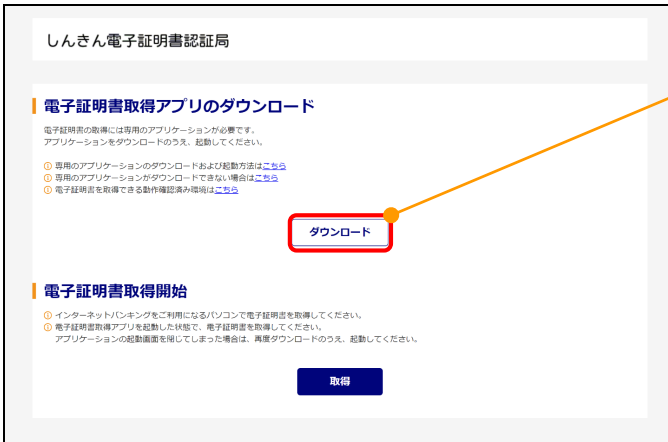 しんきん電子証明書認証局
電子証明書取得アプリのダウンロード
電子証明書の取得には専用のアプリケーションが必要です。
アプリケーションをダウンロードのうえ、起動してください。
専用のアプリケーションのダウンロードおよび起動方法はこちら
専用のアプリケーションがダウンロードできない場合はこちら
電子証明書を取得できる動作確認済み環境はこちら
ダウンロード
電子証明書取得開始
インターネットバンキングをご利用になるパソコンで電子証明書を取得してください。
電子証明書取得アプリを起動した状態で、電子証明書を取得してください。
アプリケーションの起動画面を閉じてしまった場合は、再度ダウンロードのうえ、起動してください。
取得